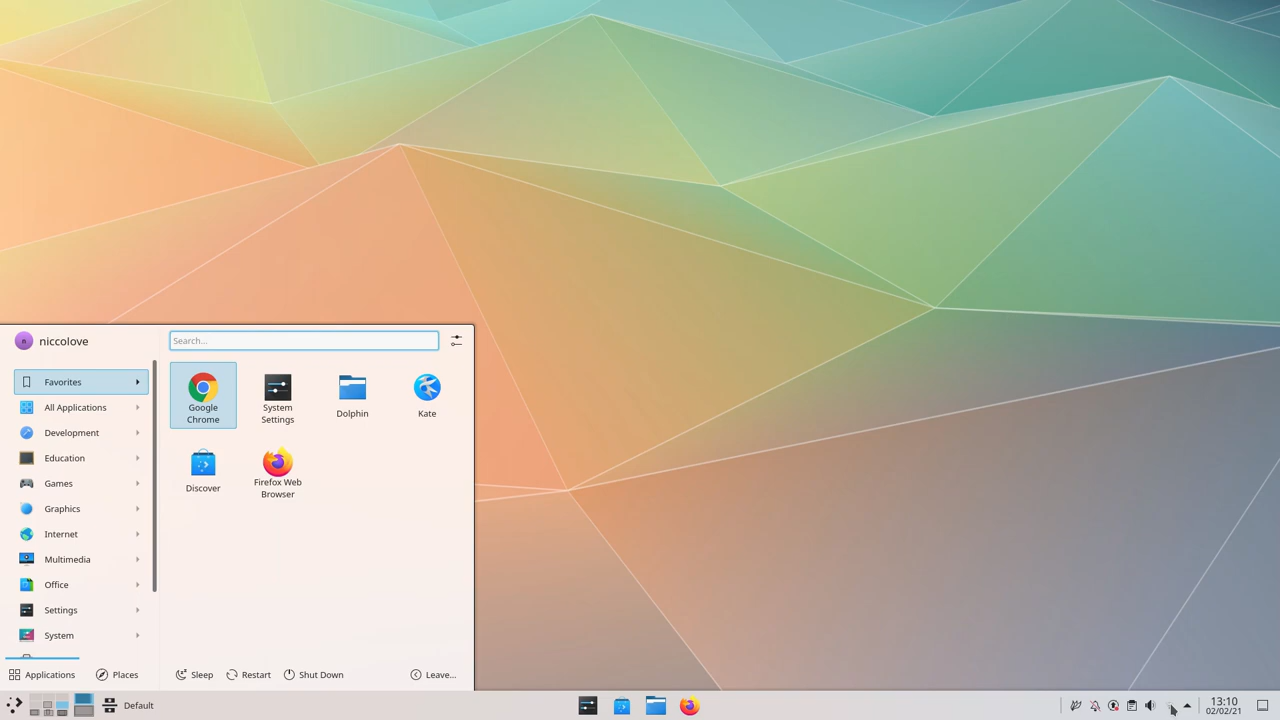 niccolove
Search...
Favorites
All Applications
Development
Education
Games
Graphics
Internet
Multimedia
Office
Settings
System
Google
Chrome
System
Settings
Dolphin
Kate
Discover
Firefox Web
Browser
Applications
Places
Sleep
Restart
Shut Down
Leave...
Default
13:10
02/02/21